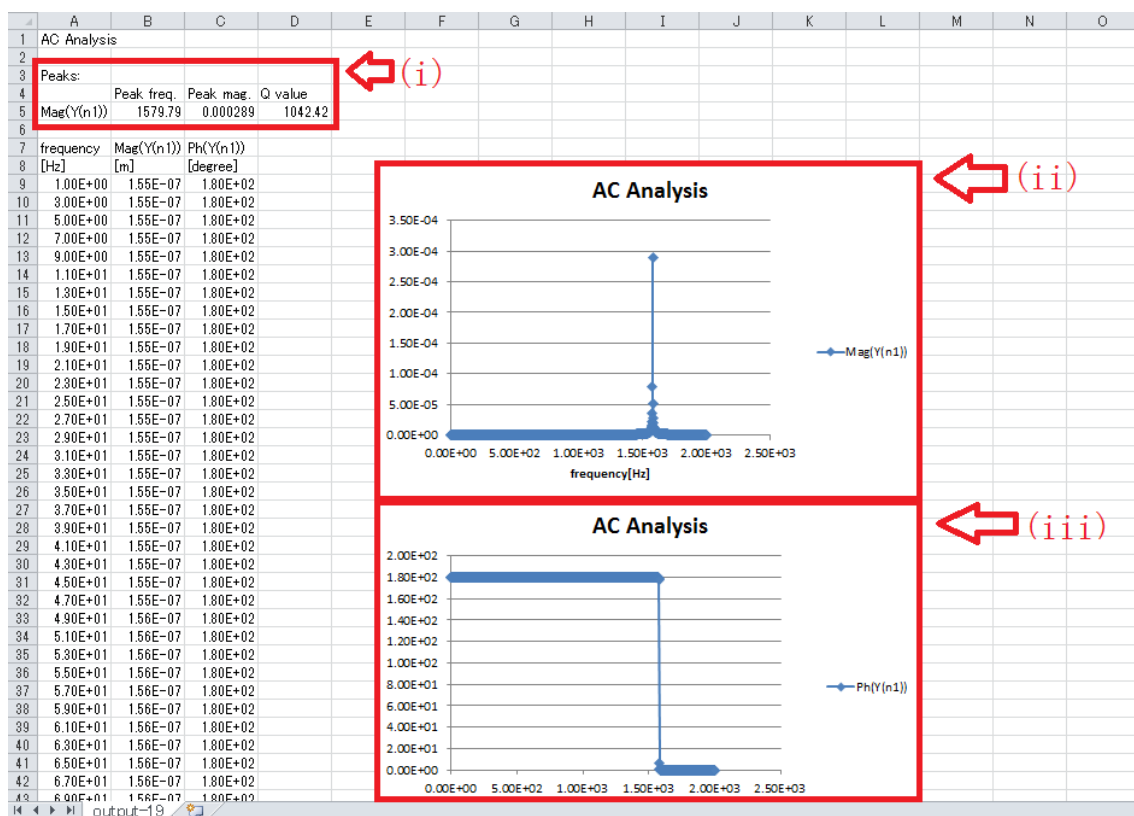 A B C D E F G H I J K L M N O
1 AC Analysis
2
3 Peaks:
4 Peak freq. Peak mag. Q value
5 Mag(Y(n1)) 1579.79 0.000289 1042.42
6
7 frequency Mag(Y(n1)) Ph(Y(n1))
8 [Hz] [m] [degree]
9 1.00E+00 1.55E-07 1.80E+02
10 3.00E+00 1.55E-07 1.80E+02
11 5.00E+00 1.55E-07 1.80E+02
12 7.00E+00 1.55E-07 1.80E+02
13 9.00E+00 1.55E-07 1.80E+02
14 1.10E+01 1.55E-07 1.80E+02
15 1.30E+01 1.55E-07 1.80E+02
16 1.50E+01 1.55E-07 1.80E+02
17 1.70E+01 1.55E-07 1.80E+02
18 1.90E+01 1.55E-07 1.80E+02
19 2.10E+01 1.55E-07 1.80E+02
20 2.30E+01 1.55E-07 1.80E+02
21 2.50E+01 1.55E-07 1.80E+02
22 2.70E+01 1.55E-07 1.80E+02
23 2.90E+01 1.55E-07 1.80E+02
24 3.10E+01 1.55E-07 1.80E+02
25 3.30E+01 1.55E-07 1.80E+02
26 3.50E+01 1.55E-07 1.80E+02
27 3.70E+01 1.55E-07 1.80E+02
28 3.90E+01 1.55E-07 1.80E+02
29 4.10E+01 1.55E-07 1.80E+02
30 4.30E+01 1.55E-07 1.80E+02
31 4.50E+01 1.55E-07 1.80E+02
32 4.70E+01 1.55E-07 1.80E+02
33 4.90E+01 1.56E-07 1.80E+02
34 5.10E+01 1.56E-07 1.80E+02
35 5.30E+01 1.56E-07 1.80E+02
36 5.50E+01 1.56E-07 1.80E+02
37 5.70E+01 1.56E-07 1.80E+02
38 5.90E+01 1.56E-07 1.80E+02
39 6.10E+01 1.56E-07 1.80E+02
40 6.30E+01 1.56E-07 1.80E+02
41 6.50E+01 1.56E-07 1.80E+02
42 6.70E+01 1.56E-07 1.80E+02
43 6.90E+01 1.56E-07 1.80E+02
(i)
(ii)
AC Analysis
3.50E-04
3.00E-04
2.50E-04
2.00E-04
1.50E-04
1.00E-04
5.00E-05
0.00E+00
0.00E+00 5.00E+02 1.00E+03 1.50E+03 2.00E+03 2.50E+03
frequency[Hz]
Mag(Y(n1))
(iii)
AC Analysis
2.00E+02
1.80E+02
1.60E+02
1.40E+02
1.20E+02
1.00E+02
8.00E+01
6.00E+01
4.00E+01
2.00E+01
0.00E+00
0.00E+00 5.00E+02 1.00E+03 1.50E+03 2.00E+03 2.50E+03
Ph(Y(n1))
output-19